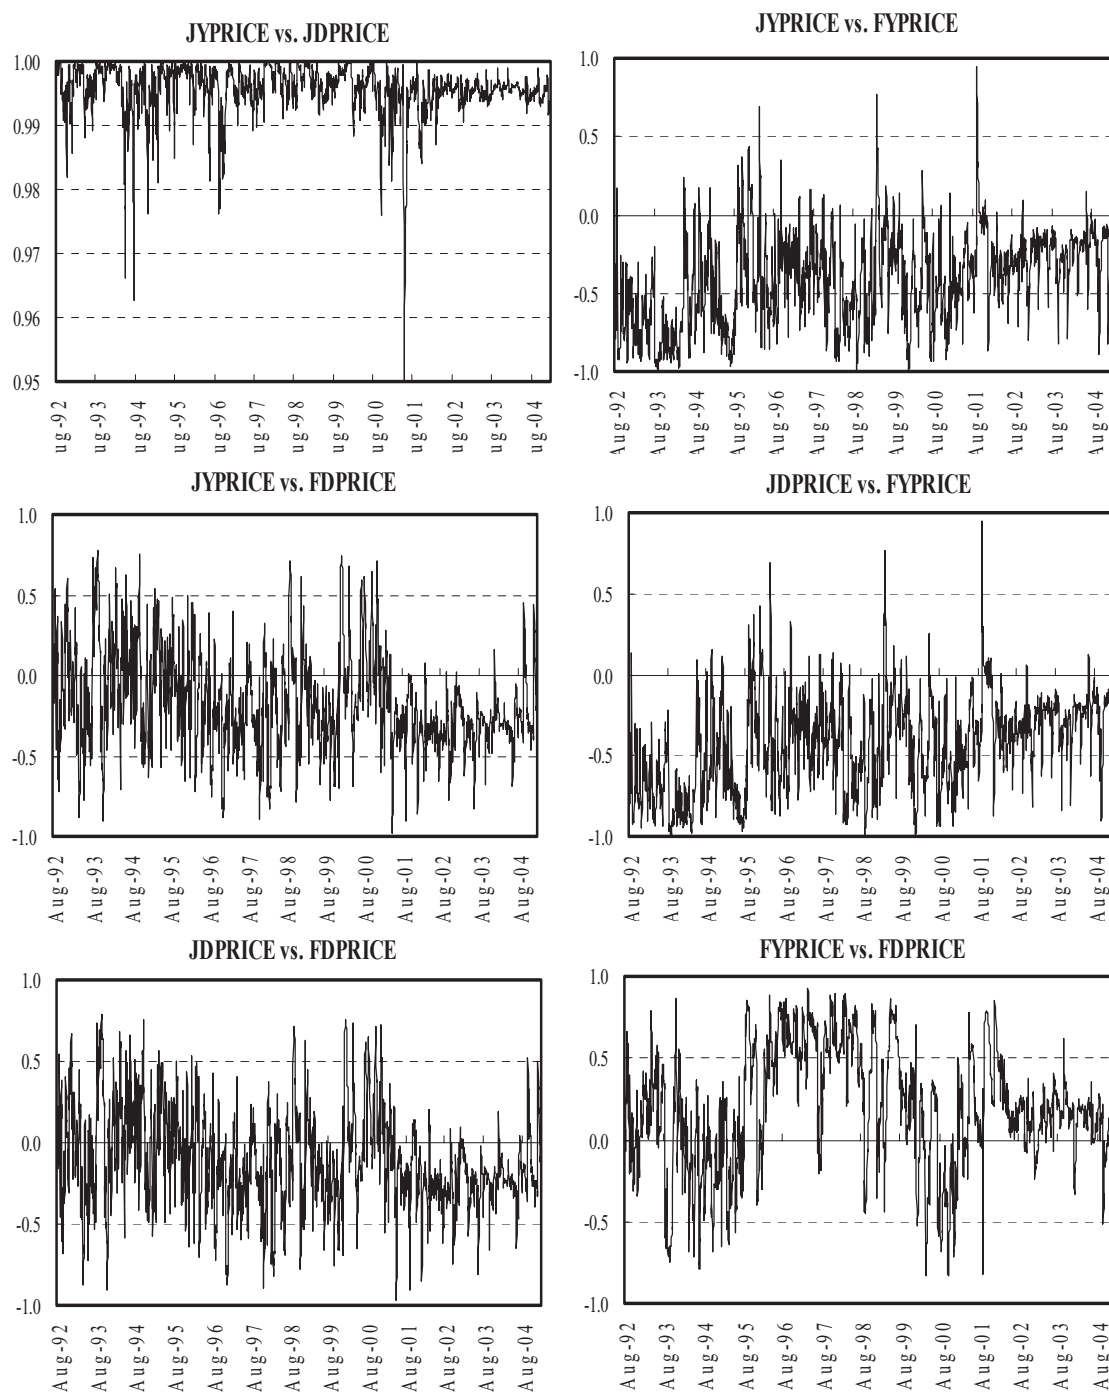 JYPRICE vs. JDPRICE
1.00
0.99
0.98
0.97
0.96
0.95
ug-92
ug-93
ug-94
ug-95
ug-96
ug-97
ug-98
ug-99
ug-00
ug-01
ug-02
ug-03
ug-04
JYPRICE vs. FYPRICE
1.0
0.5
0.0
-0.5
-1.0
Aug-92
Aug-93
Aug-94
Aug-95
Aug-96
Aug-97
Aug-98
Aug-99
Aug-00
Aug-01
Aug-02
Aug-03
Aug-04
JYPRICE vs. FDPRICE
1.0
0.5
0.0
-0.5
-1.0
Aug-92
Aug-93
Aug-94
Aug-95
Aug-96
Aug-97
Aug-98
Aug-99
Aug-00
Aug-01
Aug-02
Aug-03
Aug-04
JDPRICE vs. FYPRICE
1.0
0.5
0.0
-0.5
-1.0
Aug-92
Aug-93
Aug-94
Aug-95
Aug-96
Aug-97
Aug-98
Aug-99
Aug-00
Aug-01
Aug-02
Aug-03
Aug-04
JDPRICE vs. FDPRICE
1.0
0.5
0.0
-0.5
-1.0
Aug-92
Aug-93
Aug-94
Aug-95
Aug-96
Aug-97
Aug-98
Aug-99
Aug-00
Aug-01
Aug-02
Aug-03
Aug-04
FYPRICE vs. FDPRICE
1.0
0.5
0.0
-0.5
-1.0
Aug-92
Aug-93
Aug-94
Aug-95
Aug-96
Aug-97
Aug-98
Aug-99
Aug-00
Aug-01
Aug-02
Aug-03
Aug-04